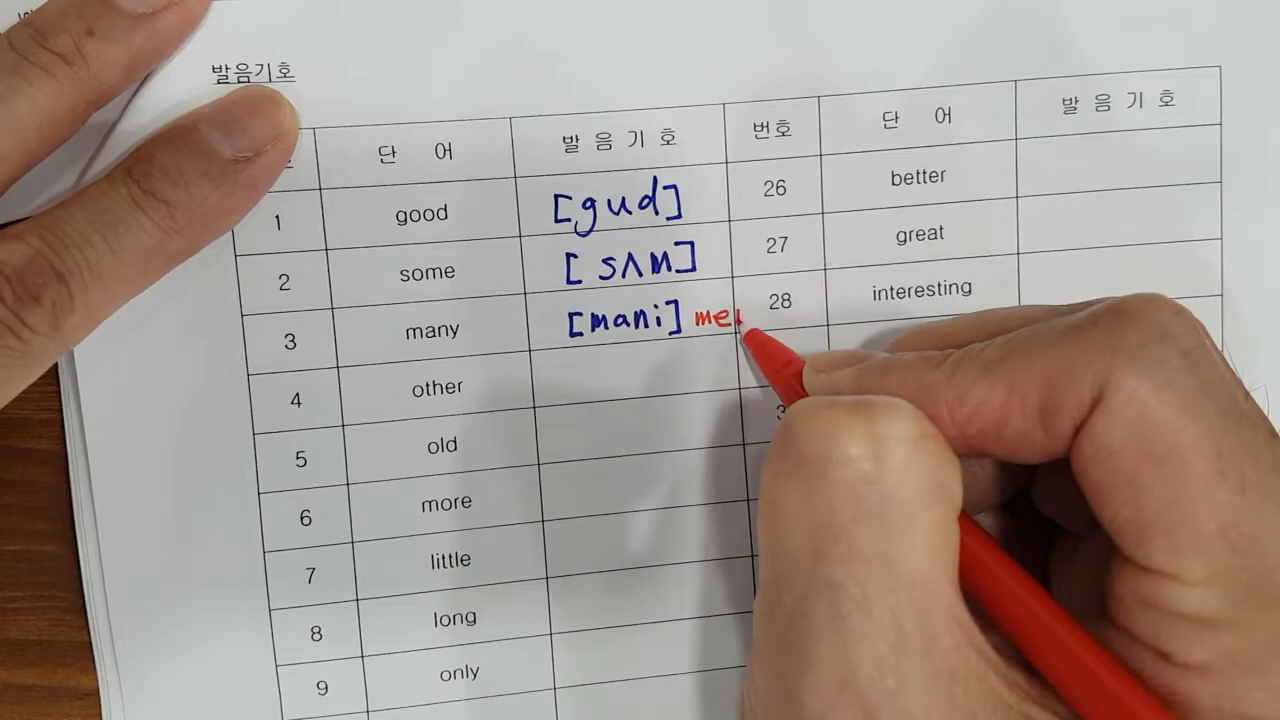 발음기호
단 어 발 음 기 호 번호 단 어 발 음 기 호
1 good [gud] 26 better
2 some [sʌm] 27 great
3 many [mani] me 28 interesting
4 other
5 old
6 more
7 little
8 long
9 only